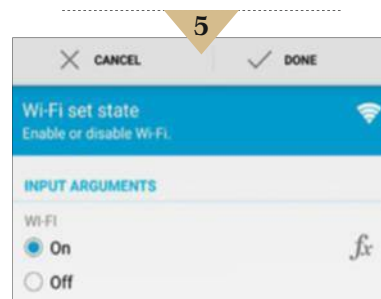 5
CANCEL DONE
Wi-Fi set state
Enable or disable Wi-Fi.
INPUT ARGUMENTS
WI-FI
On fx
Off